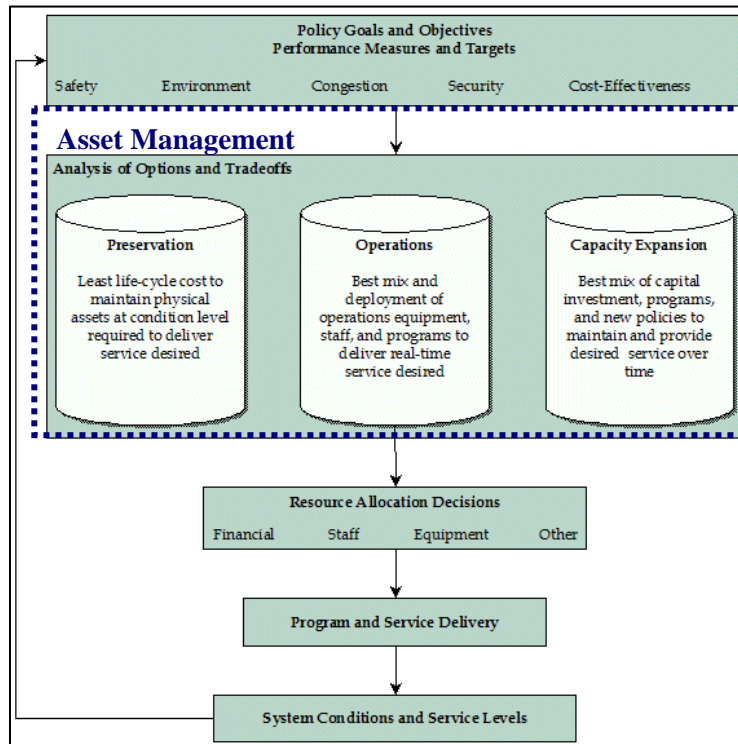 Policy Goals and Objectives
Performance Measures and Targets
Safety Environment Congestion Security Cost-Effectiveness
Asset Management
Analysis of Options and Tradeoffs
Preservation
Least life-cycle cost to
maintain physical
assets at condition level
required to deliver
service desired
Operations
Best mix and
deployment of
operations equipment,
staff, and programs to
deliver real-time
service desired
Capacity Expansion
Best mix of capital
investment, programs,
and new policies to
maintain and provide
desired service over
time
Resource Allocation Decisions
Financial Staff Equipment Other
Program and Service Delivery
System Conditions and Service Levels